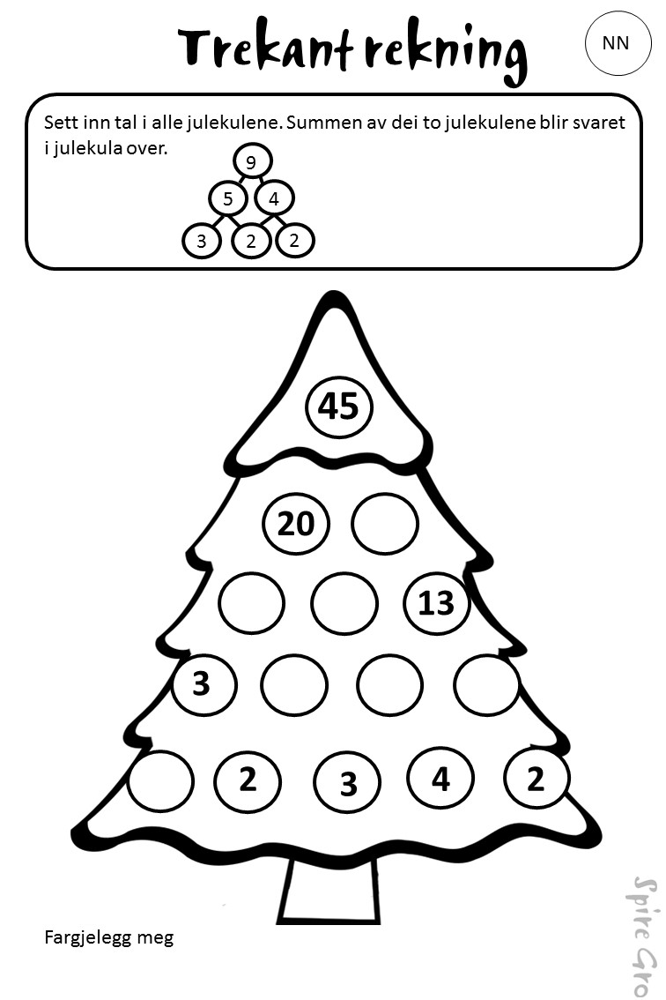 Trekant rekning
NN
Sett inn tal i alle julekulene. Summen av dei to julekulene blir svaret
i julekula over.
9
5 4
3 2 2
45
20
13
3
2 3 4 2
Fargjelegg meg
Spire Gro